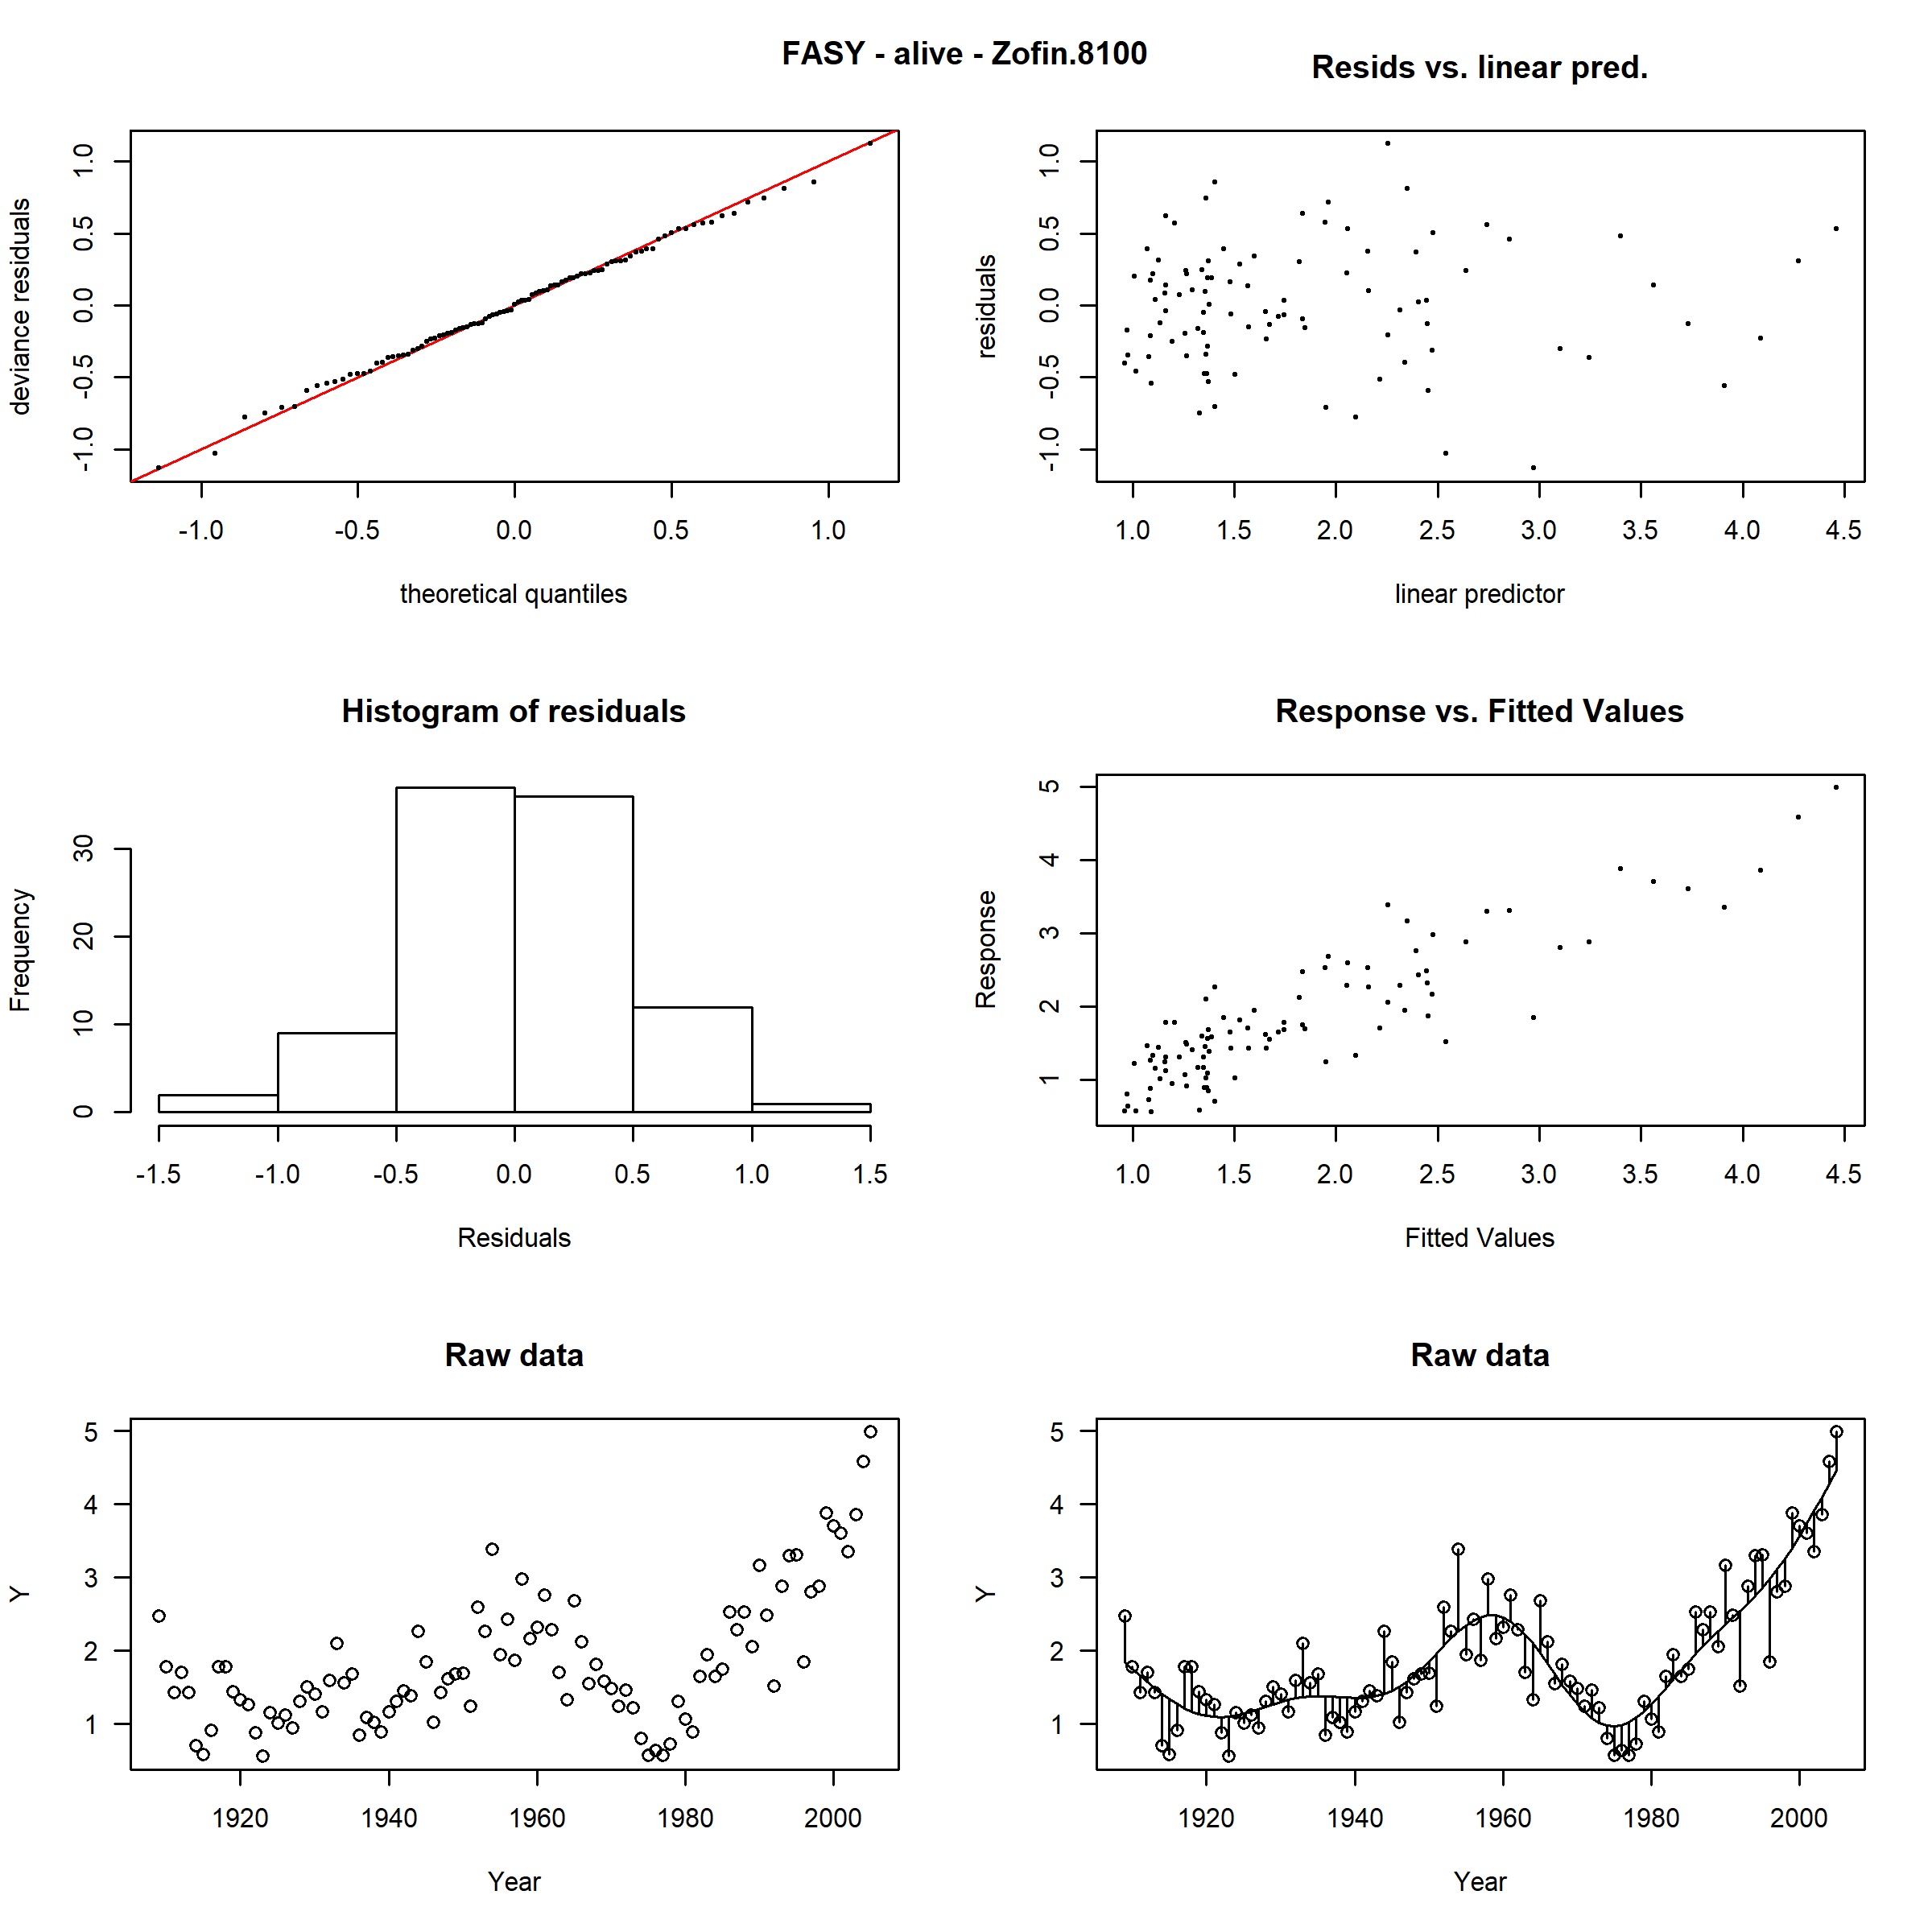 FASY - alive - Zofin.8100
Resids vs. linear pred.
deviance residuals
-1.0 -0.5 0.0 0.5 1.0
-1.0 -0.5 0.0 0.5 1.0
theoretical quantiles
residuals
-1.0 -0.5 0.0 0.5 1.0
1.0 1.5 2.0 2.5 3.0 3.5 4.0 4.5
linear predictor
Histogram of residuals
Frequency
0 10 20 30
-1.5 -1.0 -0.5 0.0 0.5 1.0 1.5
Residuals
Response vs. Fitted Values
Response
1 2 3 4 5
1.0 1.5 2.0 2.5 3.0 3.5 4.0 4.5
Fitted Values
Raw data
Y
5
4
3
2
1
1920 1940 1960 1980 2000
Year
Raw data
Y
5
4
3
2
1
1920 1940 1960 1980 2000
Year